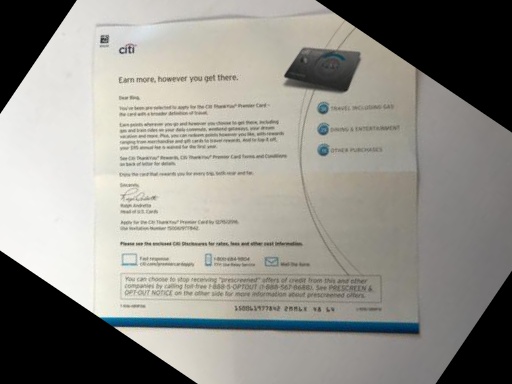 citi
Earn more, however you get there.
Dear Blog,
You've been pre-selected to apply for the Citi ThankYou® Premier Card –
the card with a broader definition of travel.
Earn points wherever you go and however you choose to get there, including
gas and train rides on your daily commute, weekend getaways, your dream
vacation and more. Plus, you can redeem points however you like, with rewards
ranging from merchandise and gift cards to travel rewards. And to top it off,
your $95 annual fee is waived for the first year.
See Citi ThankYou® Rewards, Citi ThankYou® Premier Card Terms and Conditions
on back of letter for details.
Enjoy the card that rewards you for every trip, both near and far.
Sincerely,
Ralph Andretta
Head of U.S. Cards
Apply for the Citi ThankYou® Premier Card by
Use Invitation Number
TRAVEL INCLUDING GAS
DINING & ENTERTAINMENT
OTHER PURCHASES
Please see the enclosed Citi Disclosures for rates, fees and other cost information.
Fast response:
citi.com/premiercardapply
1-800-684-9804
TTY: Use Relay Service
Mail the form
You can choose to stop receiving "prescreened" offers of credit from this and other
companies by calling toll-free 1-888-5-OPTOUT (1-888-567-8688). See PRESCREEN &
OPT-OUT NOTICE on the other side for more information about prescreened offers.